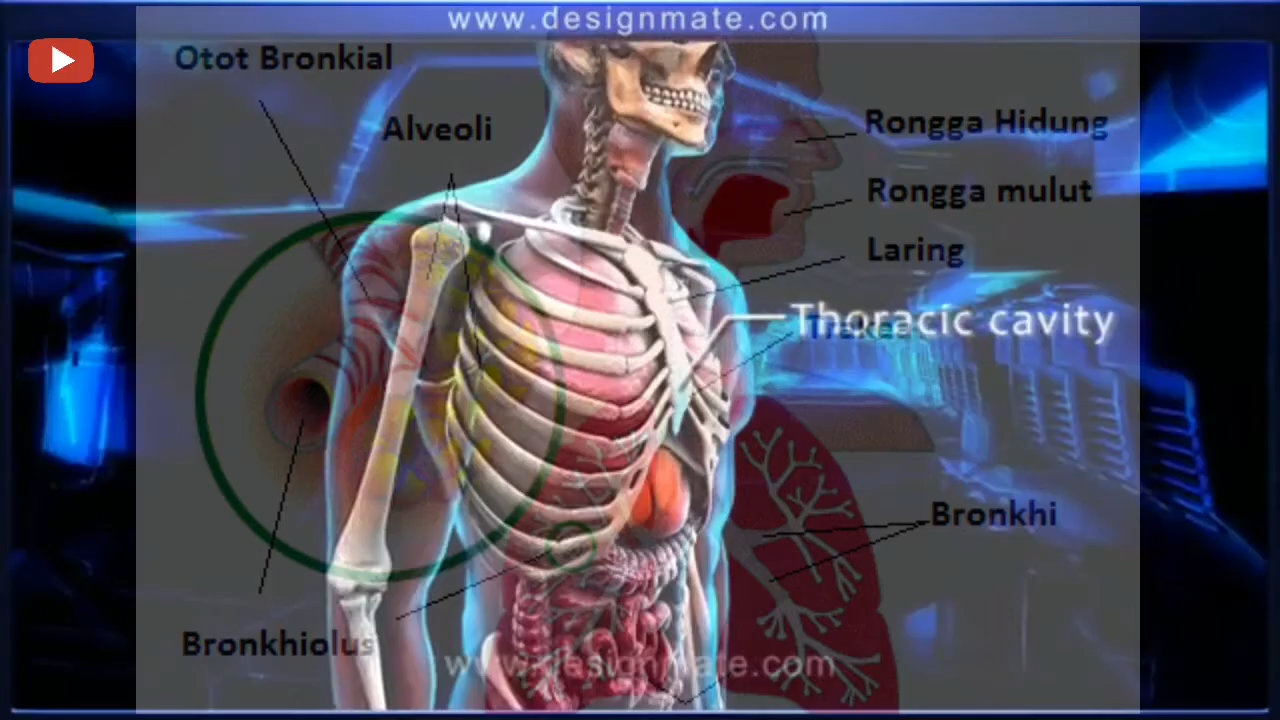 www.designmate.com
Otot Bronkial
Alveoli
Rongga Hidung
Rongga mulut
Laring
Thoracic cavity
Bronkhi
Bronkhiolus
www.designmate.com